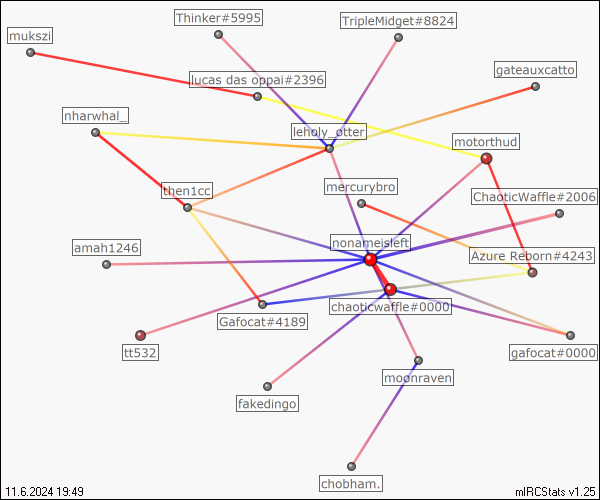 Thinker#5995
TripleMidget#8824
mukszi
gateauxcatto
lucas das oppai#2396
nharwhal_
leholy_otter
motorthud
then1cc
mercurybro
ChaoticWaffle#2006
amah1246
nonameisleft
Azure Reborn#4243
Gafocat#4189
chaoticwaffle#0000
tt532
gafocat#0000
moonraven
fakedingo
chobham.
11.6.2024 19:49
mIRCStats v1.25